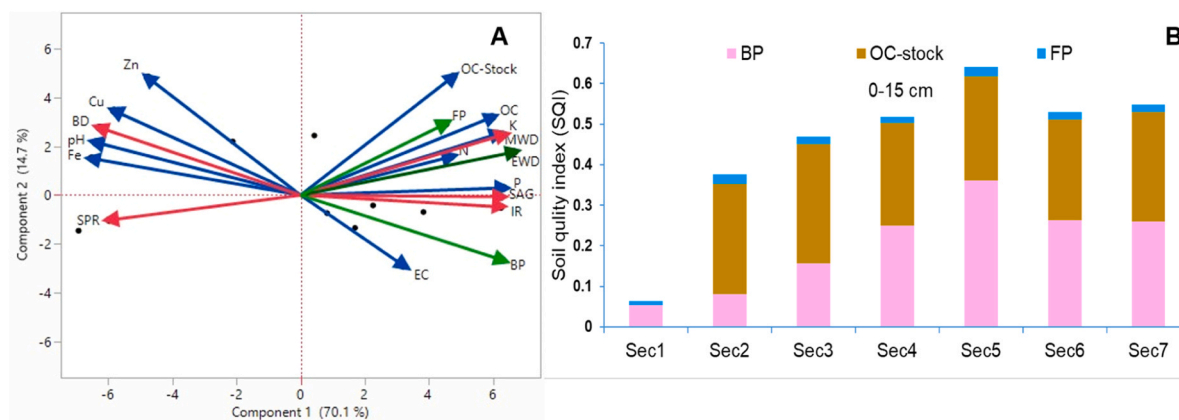 A
6
4
2
0
-2
-4
-6
Component 2 (14.7 %)
Zn
Cu
BD
pH
Fe
SPR
OC-Stock
FP
OC
K
MWD
N
EWD
P
SAG
IR
BP
EC
-6 -4 -2 0 2 4 6
Component 1 (70.1 %)
B
BP OC-stock FP
0-15 cm
Soil qulity index (SQI)
0.7
0.6
0.5
0.4
0.3
0.2
0.1
0
Sec1 Sec2 Sec3 Sec4 Sec5 Sec6 Sec7